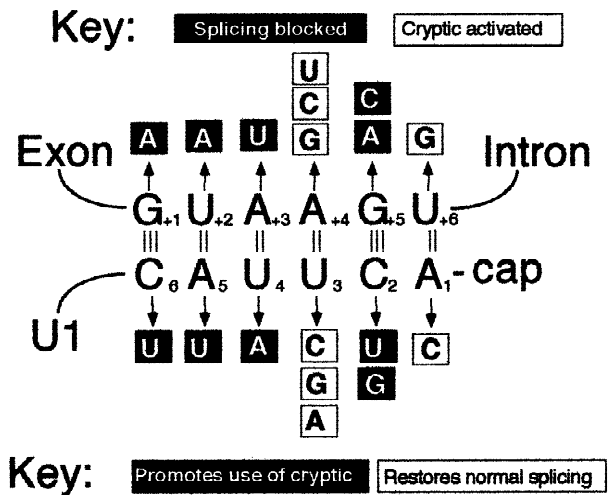 Key: Splicing blocked Cryptic activated
U
C C
A A U G A G
Exon Intron
G+1 U+2 A+3 A+4 G+5 U+6
C6 A5 U4 U3 C2 A1-cap
U1
U U A C U C
G G
A
Key: Promotes use of cryptic Restores normal splicing